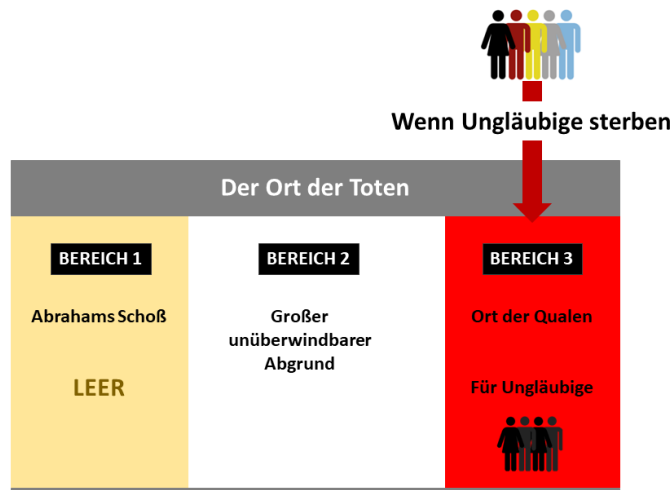 Wenn Ungläubige sterben
Der Ort der Toten
BEREICH 1
Abrahams Schoß
LEER
BEREICH 2
Großer
unüberwindbarer
Abgrund
BEREICH 3
Ort der Qualen
Für Ungläubige